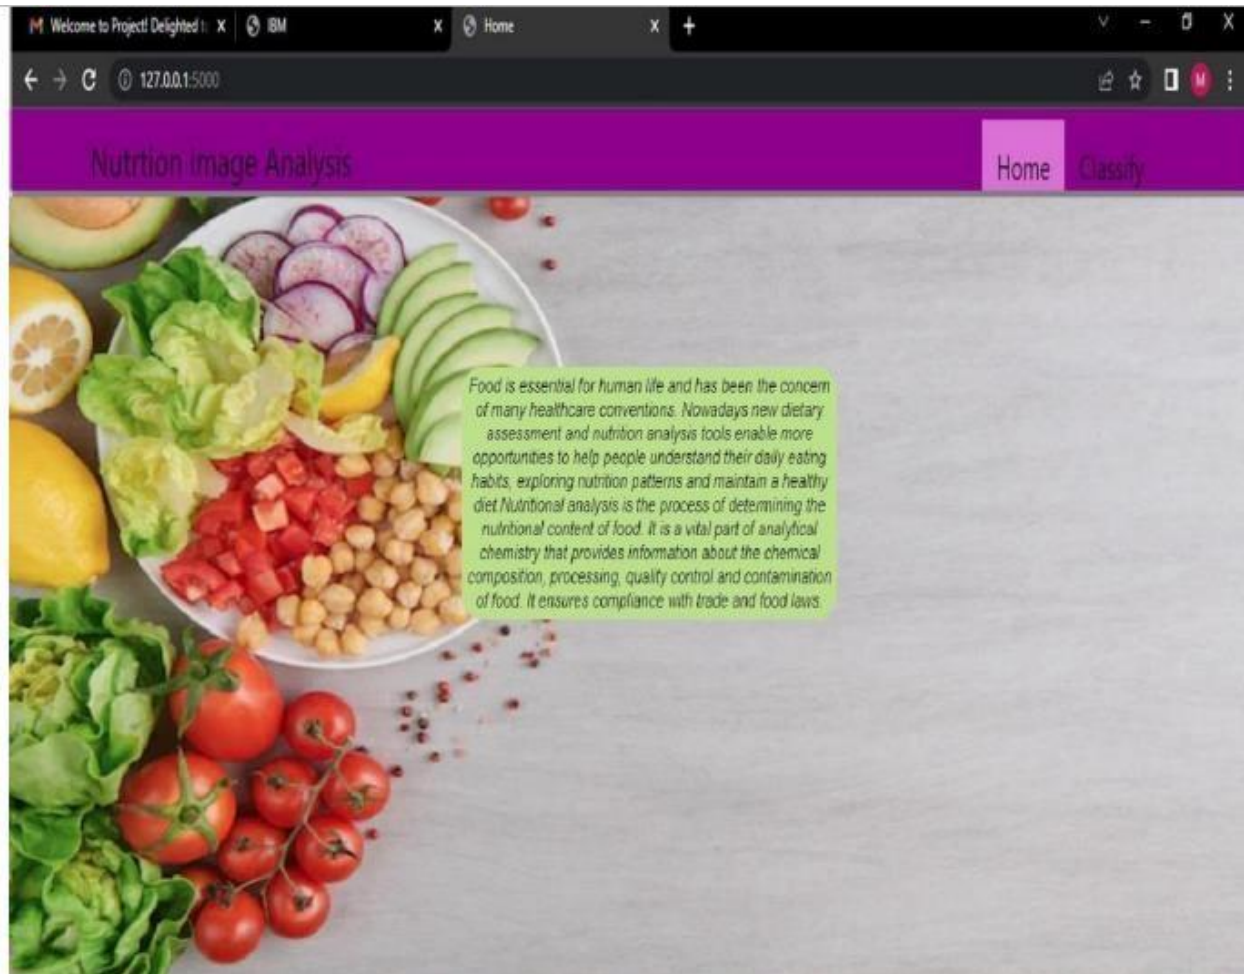 Welcome to Project! Delighted t
IBM
Home
127.0.0.1:5000
M
Nutrtion image Analysis
Home
Classify
Food is essential for human life and has been the concern
of many healthcare conventions. Nowadays new dietary
assessment and nutrition analysis tools enable more
opportunities to help people understand their daily eating
habits, exploring nutrition patterns and maintain a healthy
diet.Nutritional analysis is the process of determining the
nutritional content of food. It is a vital part of analytical
chemistry that provides information about the chemical
composition, processing, quality control and contamination
of food. It ensures compliance with trade and food laws.